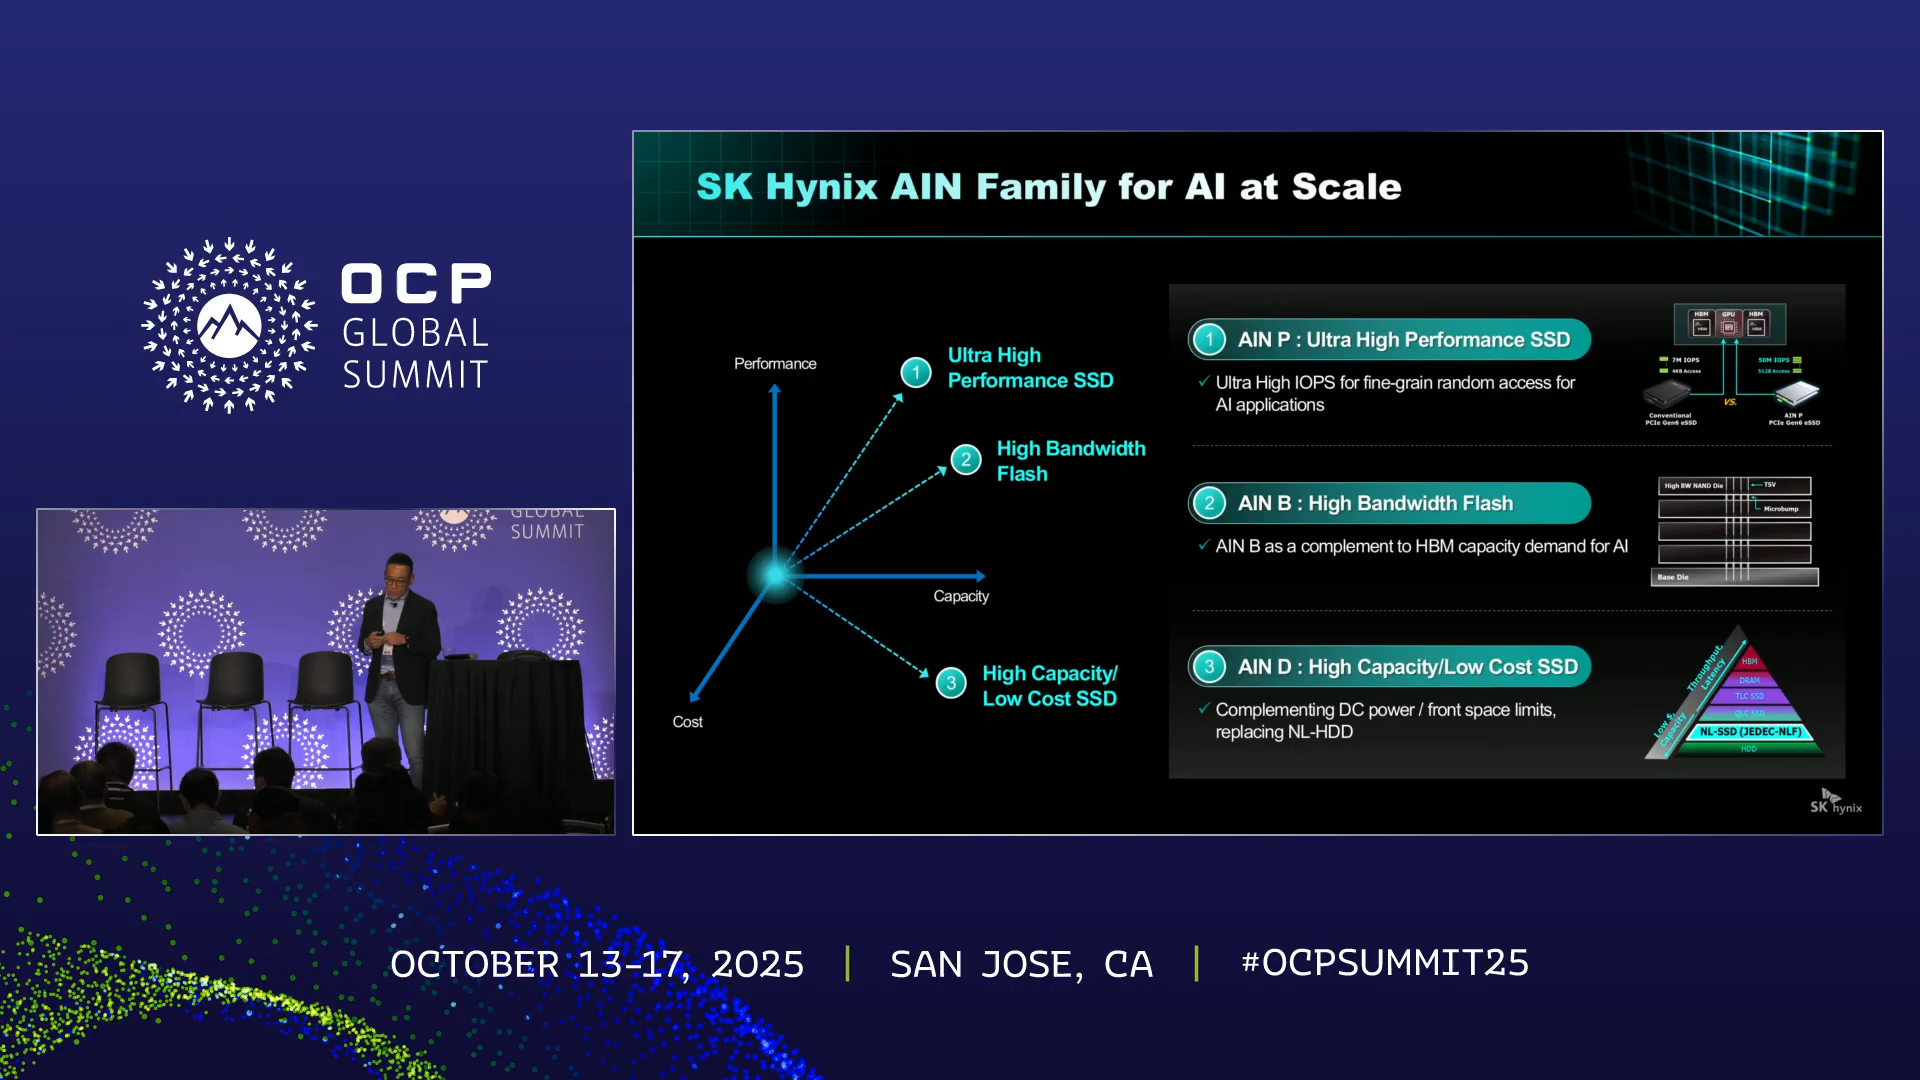 OCP
GLOBAL
SUMMIT
GLOBAL
SUMMIT
SK Hynix AIN Family for AI at Scale
Performance
Capacity
Cost
1
Ultra High
Performance SSD
2
High Bandwidth
Flash
3
High Capacity/
Low Cost SSD
1 AIN P : Ultra High Performance SSD
✓ Ultra High IOPS for fine-grain random access for
AI applications
HBM GPU HBM
7M IOPS
4KB Access
50M IOPS
512B Access
VS.
Conventional
PCIe Gen6 eSSD
AIN P
PCIe Gen6 eSSD
2 AIN B : High Bandwidth Flash
✓ AIN B as a complement to HBM capacity demand for AI
High BW NAND Die
TSV
Microbump
Base Die
3 AIN D : High Capacity/Low Cost SSD
✓ Complementing DC power / front space limits,
replacing NL-HDD
Throughput,
Latency
Low $,
Capacity
HBM
DRAM
TLC SSD
QLC SSD
NL-SSD (JEDEC-NLF)
HDD
SK hynix
OCTOBER 13-17, 2025 | SAN JOSE, CA | #OCPSUMMIT25